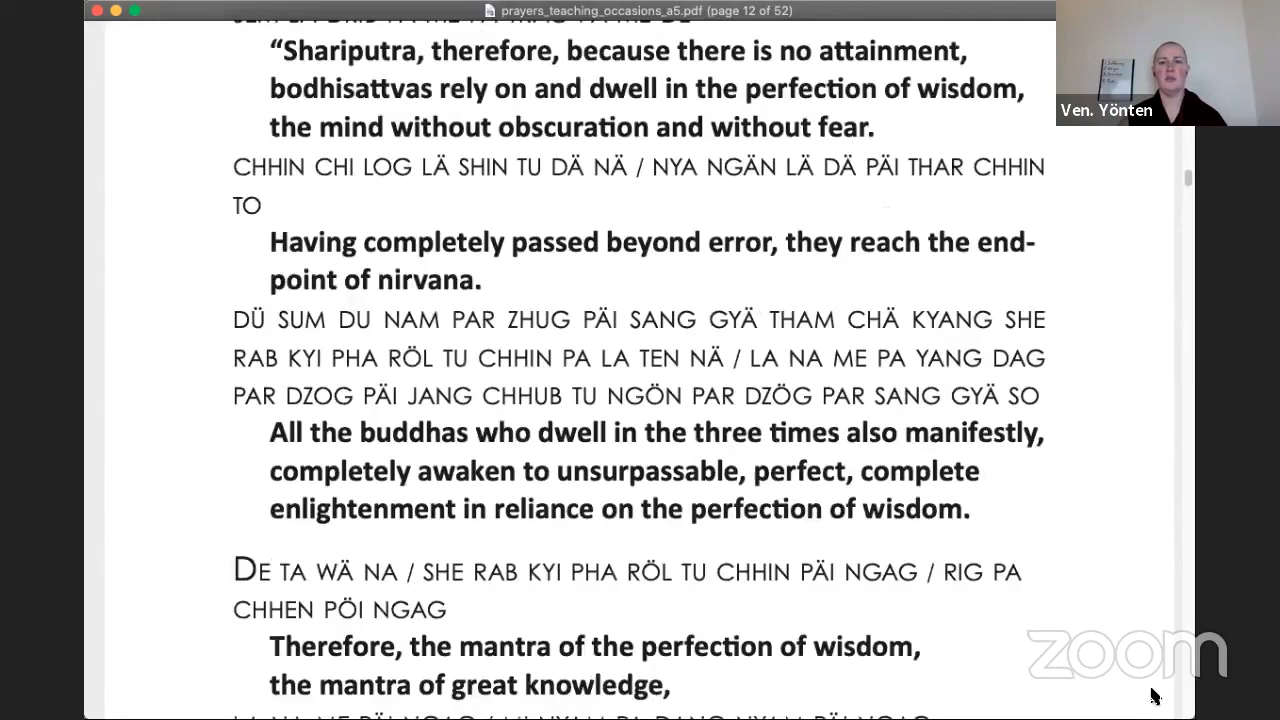 prayers_teaching_occasions_a5.pdf (page 12 of 52)
“Shariputra, therefore, because there is no attainment,
bodhisattvas rely on and dwell in the perfection of wisdom,
the mind without obscuration and without fear.
CHHIN CHI LOG LÄ SHIN TU DÄ NÄ / NYA NGÄN LÄ DÄ PÄI THAR CHHIN
TO
Having completely passed beyond error, they reach the end-
point of nirvana.
DÜ SUM DU NAM PAR ZHUG PÄI SANG GYÄ THAM CHÄ KYANG SHE
RAB KYI PHA RÖL TU CHHIN PA LA TEN NÄ / LA NA ME PA YANG DAG
PAR DZOG PÄI JANG CHHUB TU NGÖN PAR DZÖG PAR SANG GYÄ SO
All the buddhas who dwell in the three times also manifestly,
completely awaken to unsurpassable, perfect, complete
enlightenment in reliance on the perfection of wisdom.
DE TA WÄ NA / SHE RAB KYI PHA RÖL TU CHHIN PÄI NGAG / RIG PA
CHHEN PÖI NGAG
Therefore, the mantra of the perfection of wisdom,
the mantra of great knowledge,
Ven. Yönten
zoom